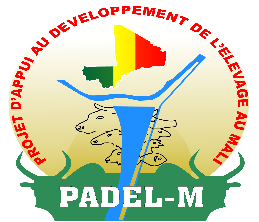 PROJET D'APPUI AU DEVELOPPEMENT DE L'ELEVAGE AU MALI
PADEL-M